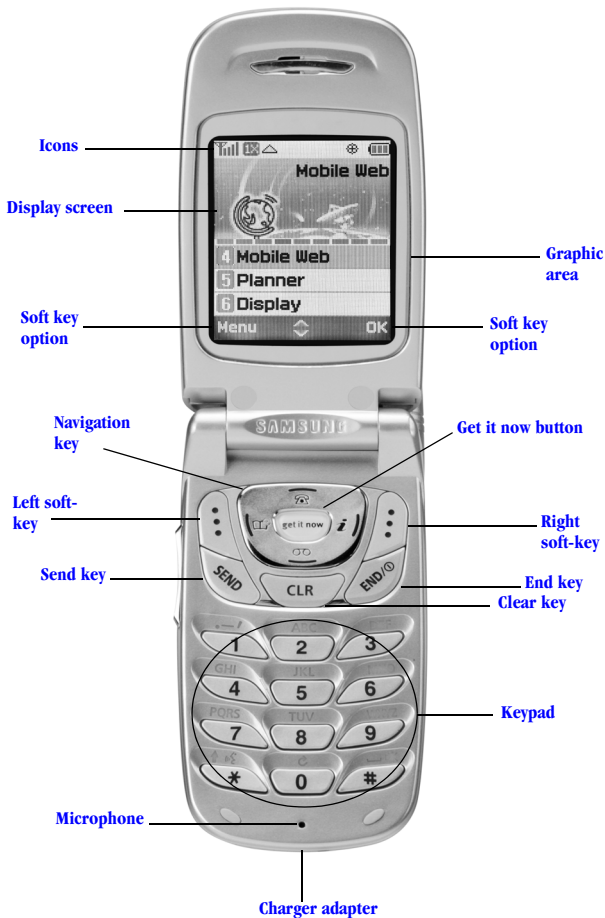 Icons
Mobile Web
Display screen
4 Mobile Web
Graphic
area
5 Planner
6 Display
Soft key
option
Menu
OK
Soft key
option
SAMSUNG
Navigation
key
Get it now button
Left soft-
key
get it now
Right
soft-key
Send key
SEND
CLR
END/
End key
Clear key
1
ABC
2
3
GHI
4
JKL
5
6
PQRS
7
TUV
8
9
Keypad
*
0
#
Microphone
Charger adapter